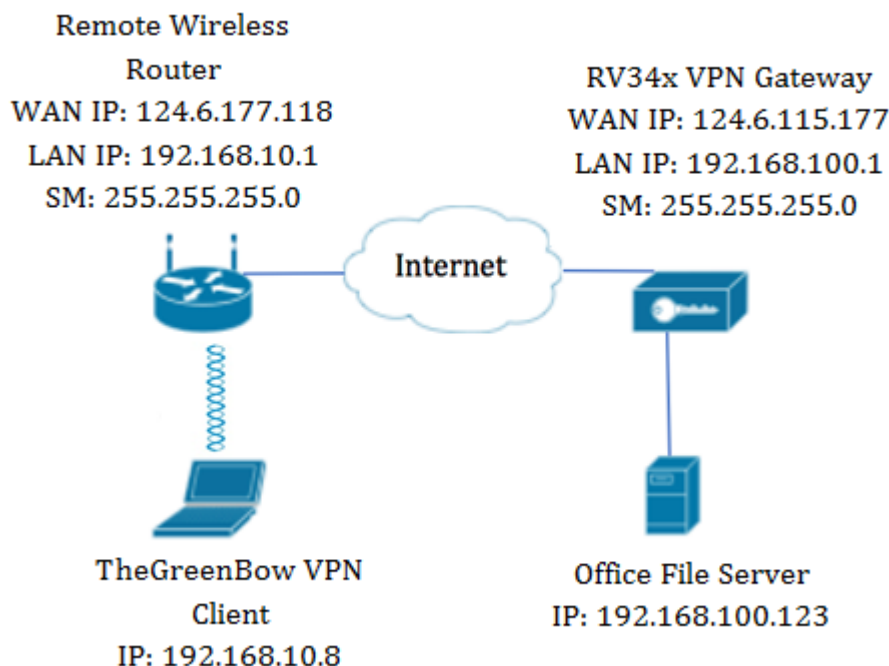 Remote Wireless
Router
WAN IP: 124.6.177.118
LAN IP: 192.168.10.1
SM: 255.255.255.0
RV34x VPN Gateway
WAN IP: 124.6.115.177
LAN IP: 192.168.100.1
SM: 255.255.255.0
Internet
TheGreenBow VPN
Client
IP: 192.168.10.8
Office File Server
IP: 192.168.100.123